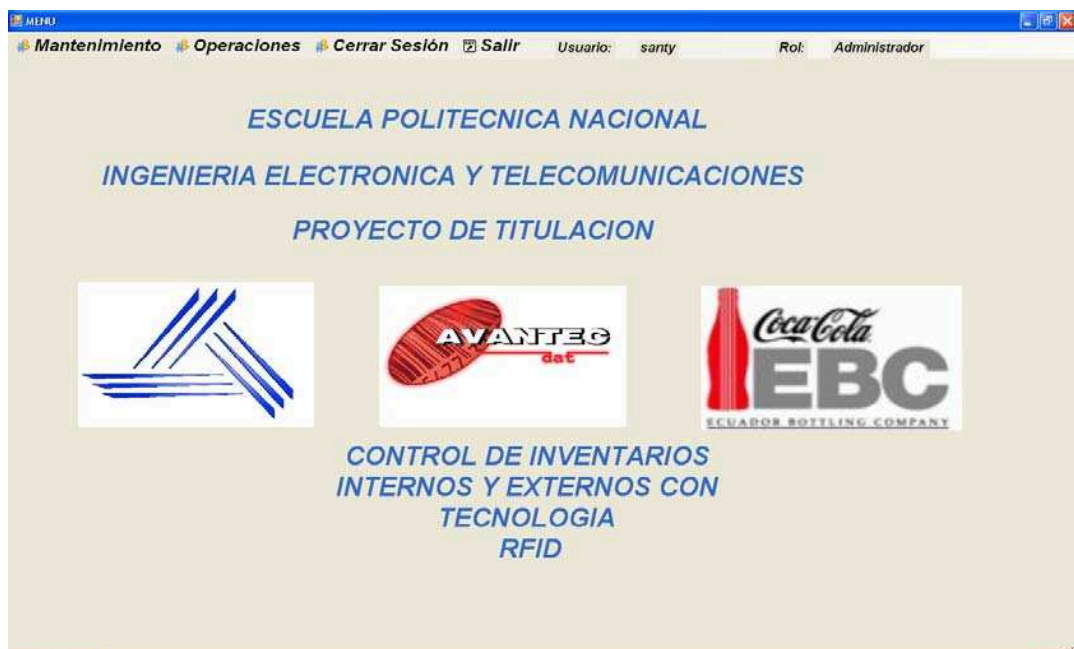 MENU
Mantenimiento Operaciones Cerrar Sesión Salir Usuario: santy Rol: Administrador
ESCUELA POLITECNICA NACIONAL
INGENIERIA ELECTRONICA Y TELECOMUNICACIONES
PROYECTO DE TITULACION
AVANTEC
dat
Coca-Cola
EBC
ECUADOR BOTTLING COMPANY
CONTROL DE INVENTARIOS
INTERNOS Y EXTERNOS CON
TECNOLOGIA
RFID